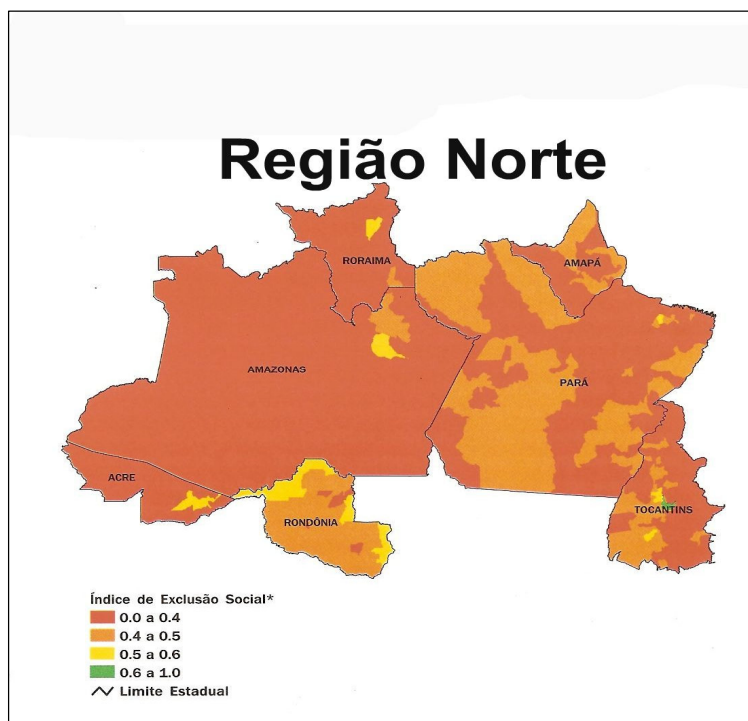 Região Norte
RORAIMA
AMAPÁ
AMAZONAS
PARÁ
ACRE
RONDÔNIA
TOCANTINS
Índice de Exclusão Social*
0.0 a 0.4
0.4 a 0.5
0.5 a 0.6
0.6 a 1.0
Limite Estadual